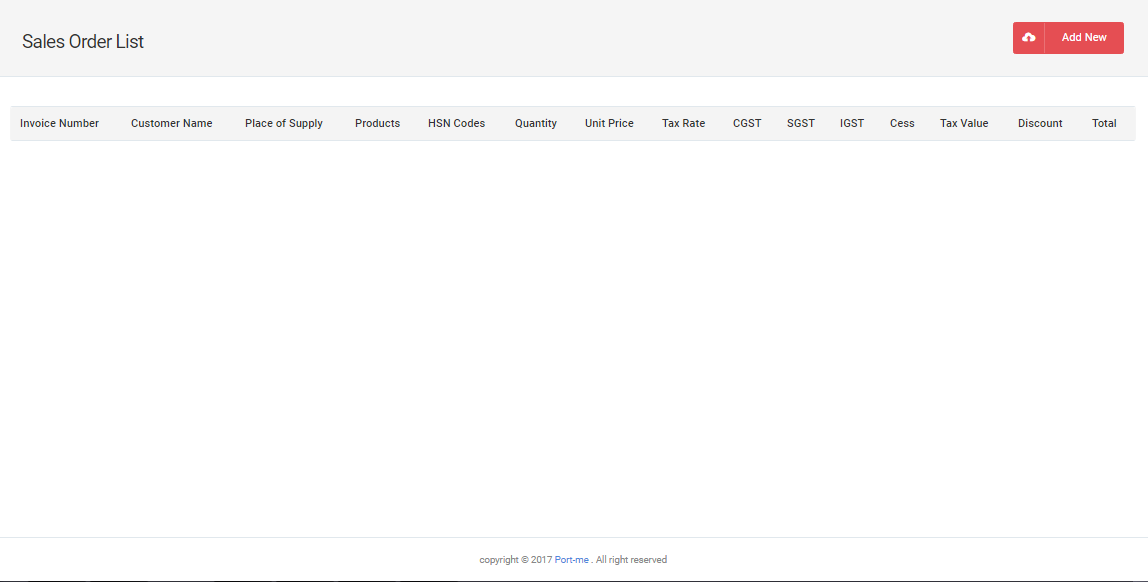 Sales Order List
Add New
Invoice Number Customer Name Place of Supply Products HSN Codes Quantity Unit Price Tax Rate CGST SGST IGST Cess Tax Value Discount Total
copyright © 2017 Port-me . All right reserved